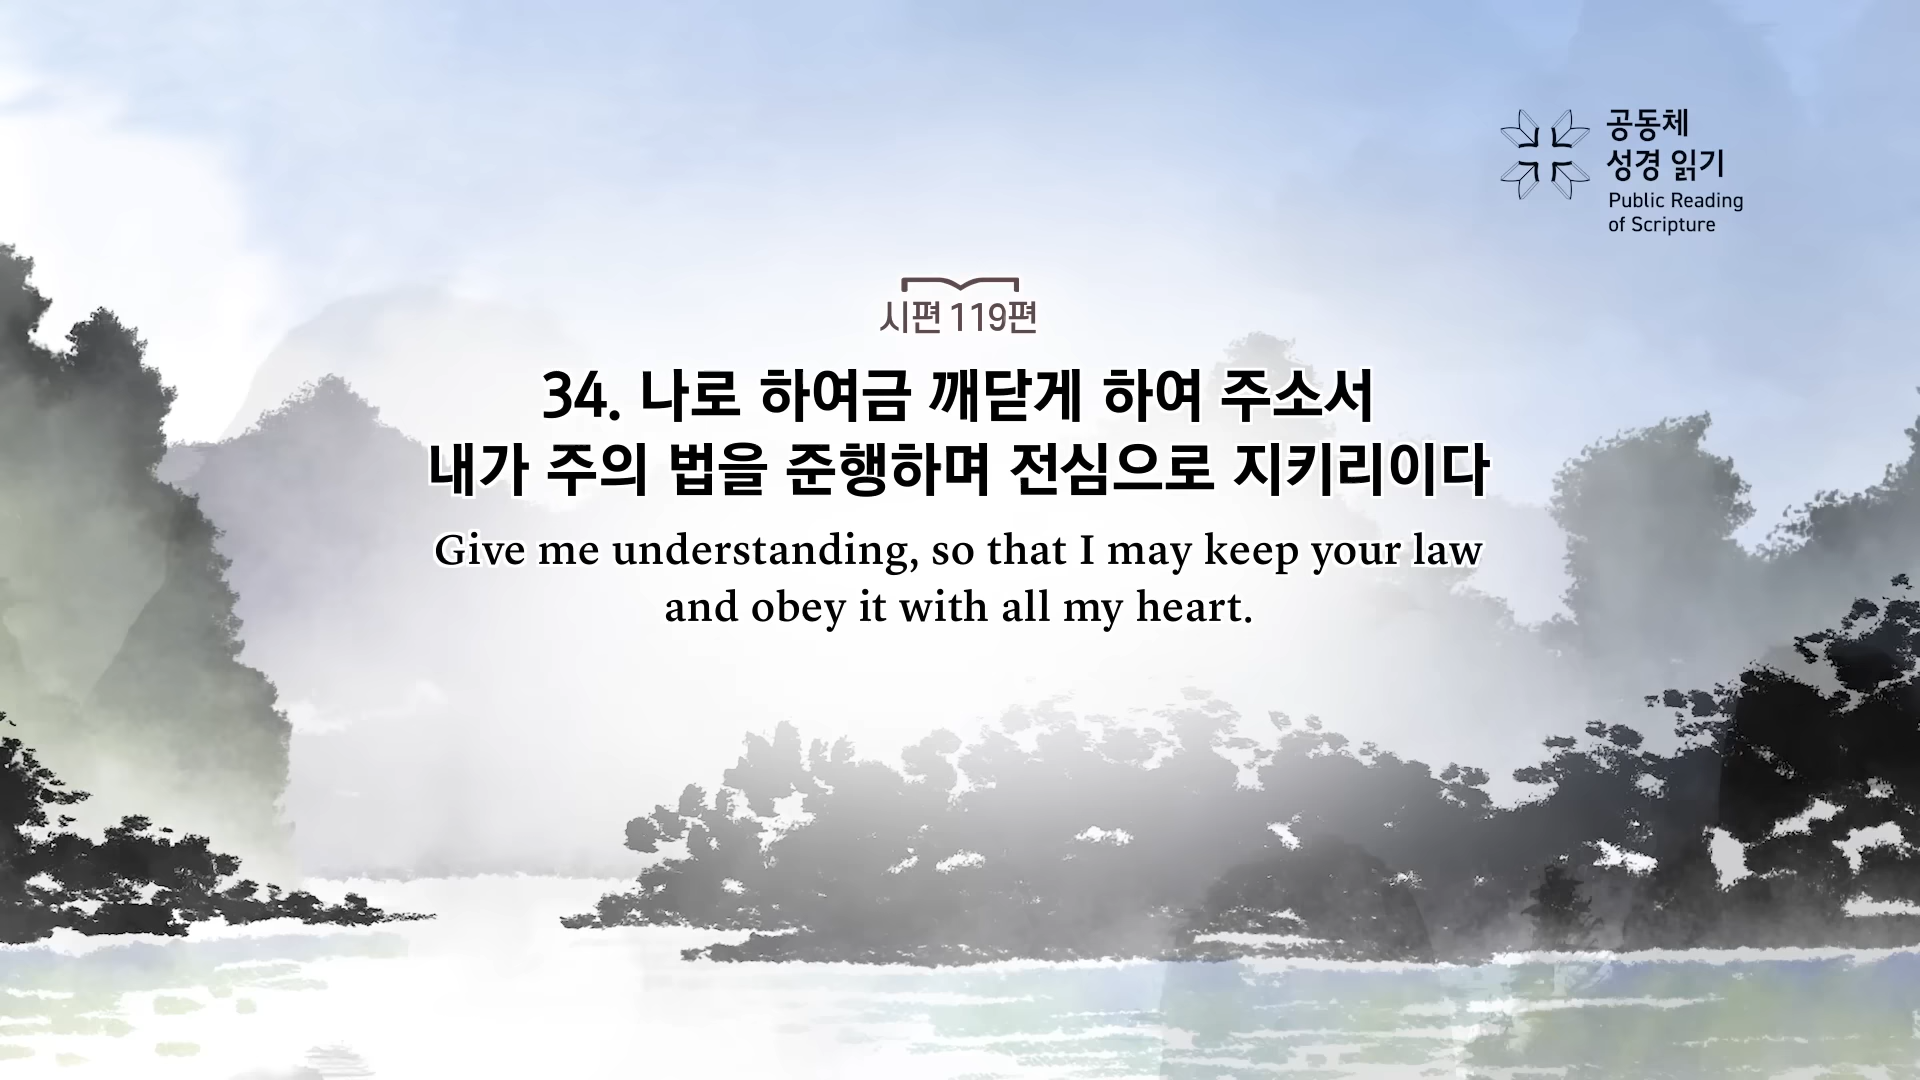 공동체
성경 읽기
Public Reading
of Scripture
시편 119편
34. 나로 하여금 깨닫게 하여 주소서
내가 주의 법을 준행하며 전심으로 지키리이다
Give me understanding, so that I may keep your law
and obey it with all my heart.